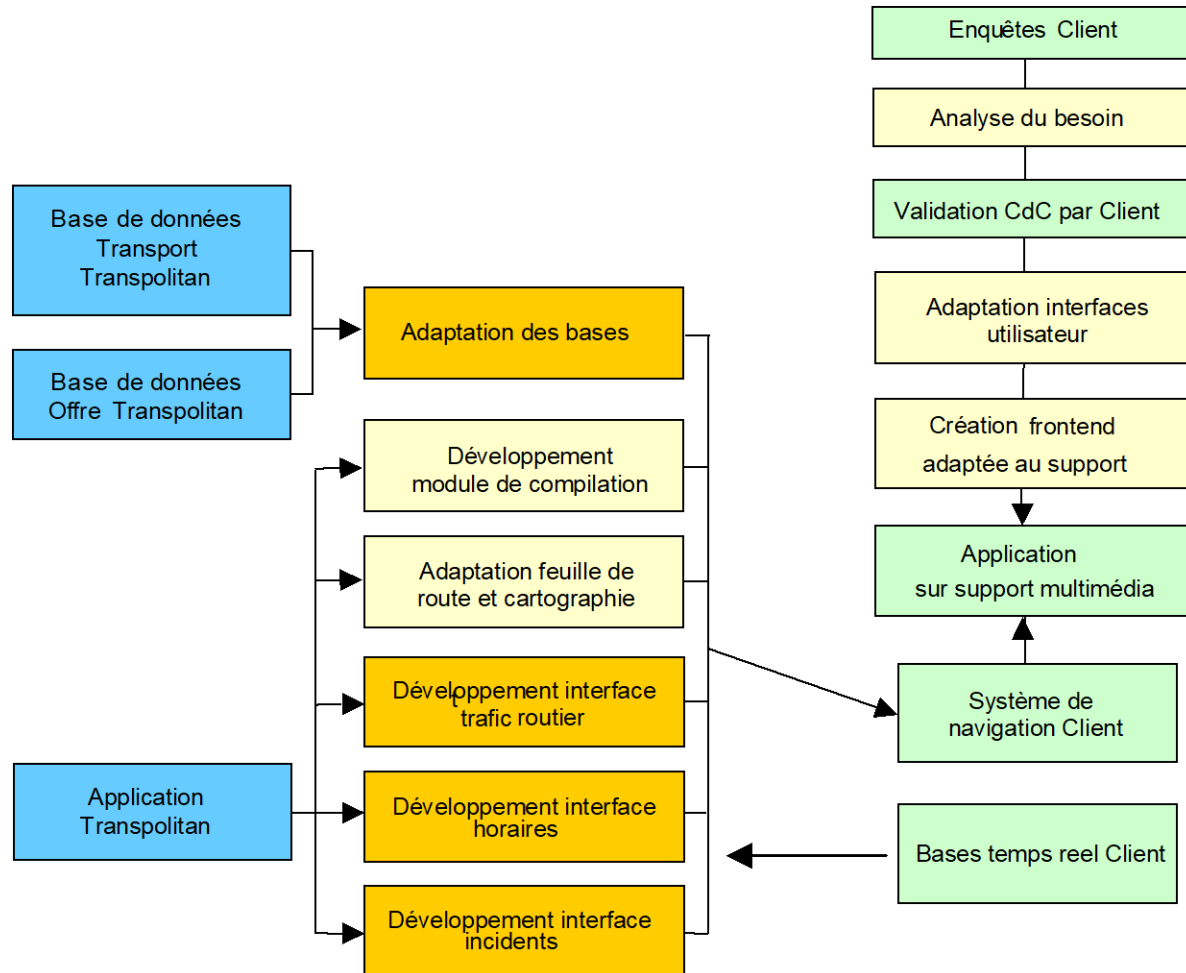 Enquêtes Client
Analyse du besoin
Validation CdC par Client
Adaptation interfaces
utilisateur
Création frontend
adaptée au support
Application
sur support multimédia
Système de
navigation Client
Bases temps reel Client
Base de données
Transport
Transpolitan
Base de données
Offre Transpolitan
Application
Transpolitan
Adaptation des bases
Développement
module de compilation
Adaptation feuille de
route et cartographie
Développement interface
trafic routier
Développement interface
horaires
Développement interface
incidents